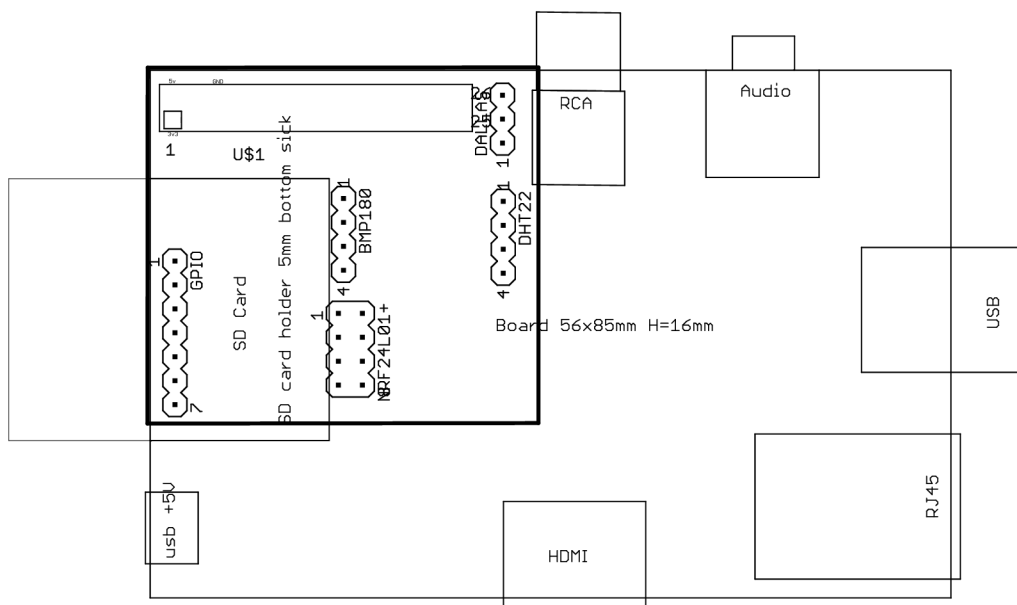 5v
GND
3v3
1
U$1
DALLAS
1
RCA
Audio
1
BMP180
4
1
DHT22
4
1
GPIO
7
SD Card
SD card holder 5mm bottom sick
1
NRF24L01+
Board 56x85mm H=16mm
USB
RJ45
HDMI
usb +5V